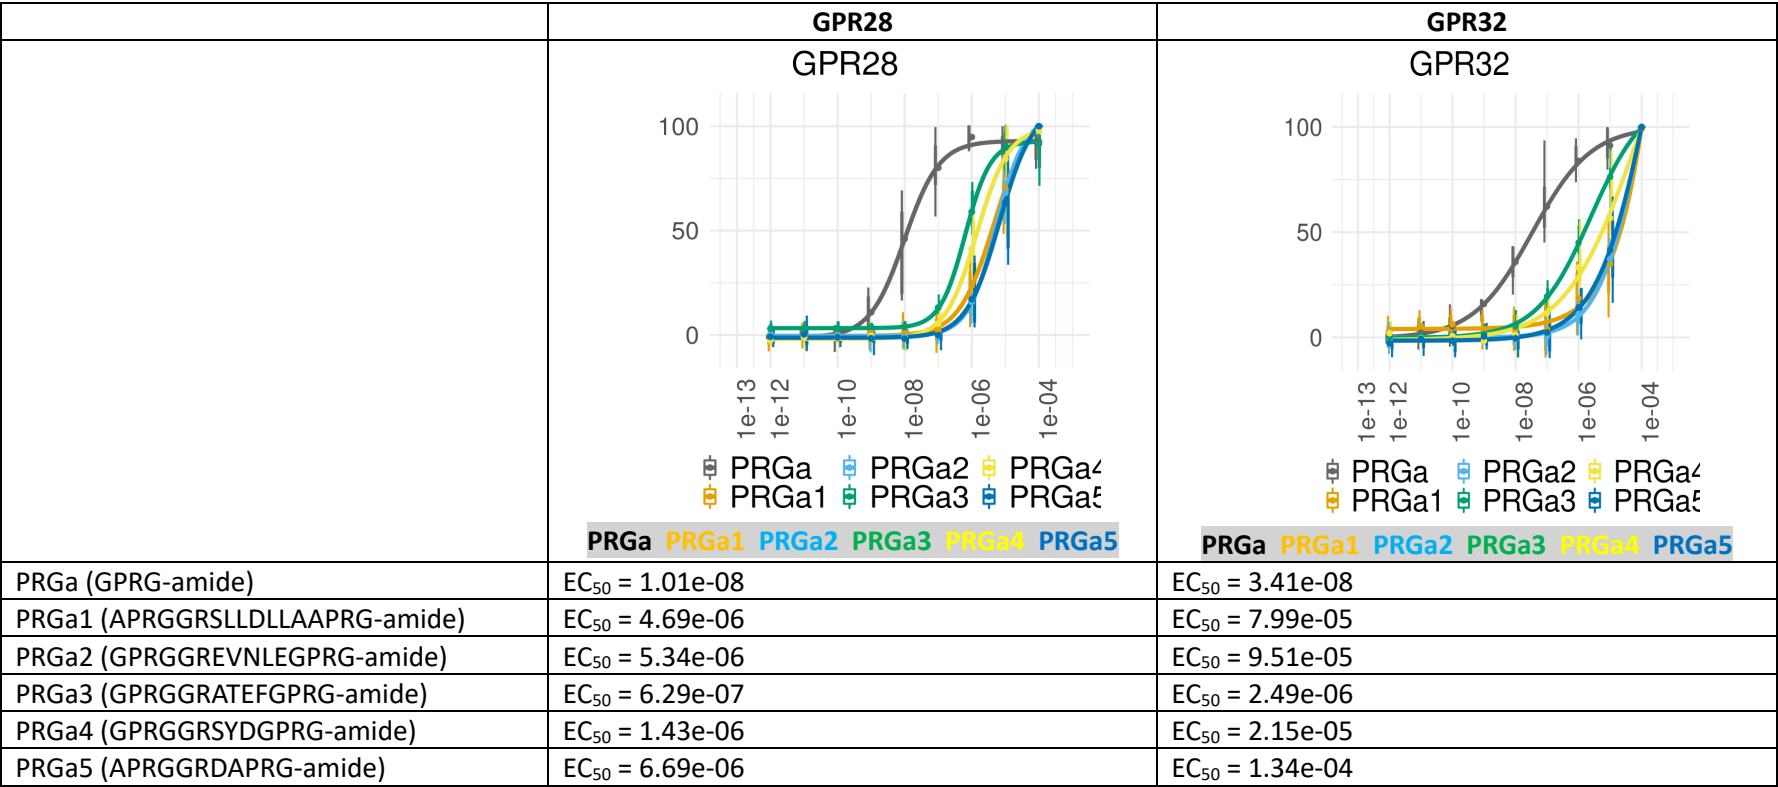 GPR28 GPR32
GPR28 GPR32
100 100
50 50
0 0
1e-13 1e-12 1e-10 1e-08 1e-06 1e-04 1e-13 1e-12 1e-10 1e-08 1e-06 1e-04
PRGa PRGa2 PRGa4 PRGa PRGa2 PRGa4
PRGa1 PRGa3 PRGa5 PRGa1 PRGa3 PRGa5
PRGa PRGa1 PRGa2 PRGa3 PRGa4 PRGa5 PRGa PRGa1 PRGa2 PRGa3 PRGa4 PRGa5
PRGa (GPRG-amide) EC₅₀ = 1.01e-08 EC₅₀ = 3.41e-08
PRGa1 (APRGGRSLLDLLAAPRG-amide) EC₅₀ = 4.69e-06 EC₅₀ = 7.99e-05
PRGa2 (GPRGGREVNLEGPRG-amide) EC₅₀ = 5.34e-06 EC₅₀ = 9.51e-05
PRGa3 (GPRGGRATEFGPRG-amide) EC₅₀ = 6.29e-07 EC₅₀ = 2.49e-06
PRGa4 (GPRGGRSYDGPRG-amide) EC₅₀ = 1.43e-06 EC₅₀ = 2.15e-05
PRGa5 (APRGGRDAPRG-amide) EC₅₀ = 6.69e-06 EC₅₀ = 1.34e-04